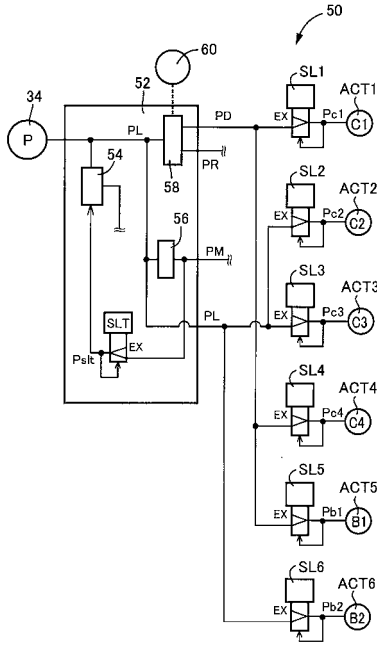 50
60
SL1
ACT1
34
52
PD
EX
Pc1
C1
P
PL
54
58
PR
SL2
ACT2
EX
Pc2
C2
56
PM
SL3
ACT3
SLT
EX
Pslt
PL
EX
Pc3
C3
SL4
ACT4
EX
Pc4
C4
SL5
ACT5
EX
Pb1
B1
SL6
ACT6
EX
Pb2
B2